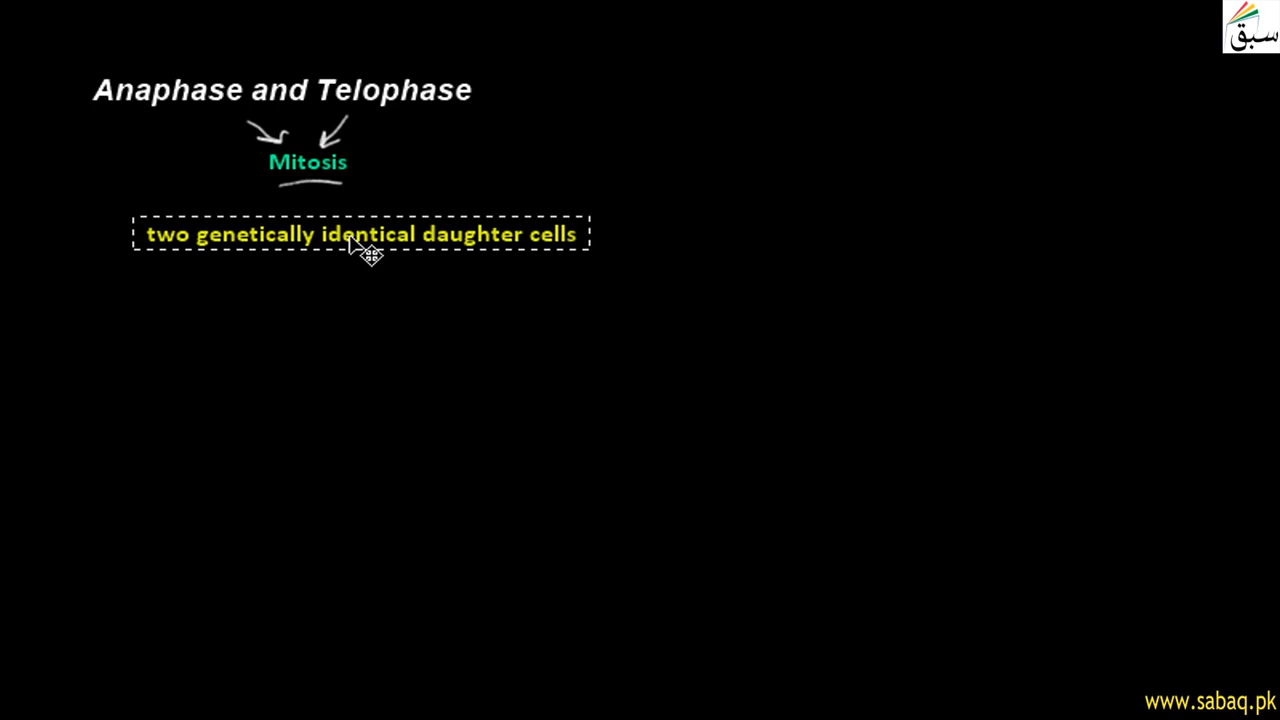 سبق
Anaphase and Telophase
Mitosis
two genetically identical daughter cells
www.sabaq.pk